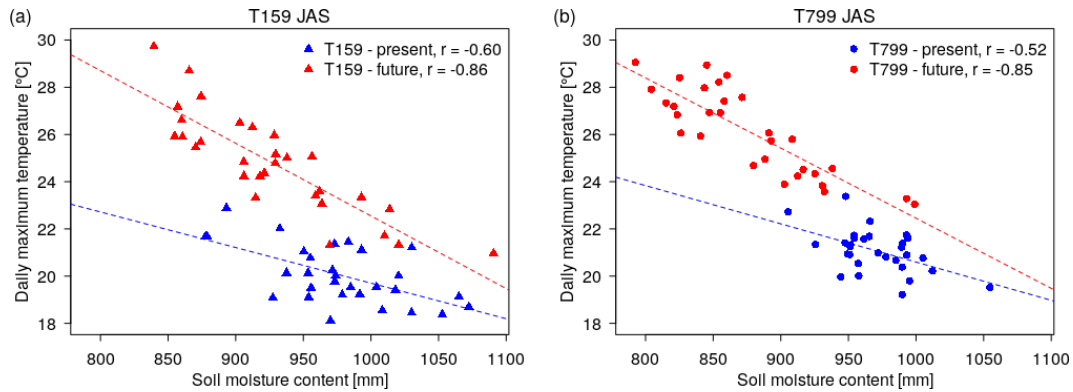 (a) T159 JAS
T159 - present, r = -0.60
T159 - future, r = -0.86
Daily maximum temperature [°C]
30
28
26
24
22
20
18
800 850 900 950 1000 1050 1100
Soil moisture content [mm]
(b) T799 JAS
T799 - present, r = -0.52
T799 - future, r = -0.85
Daily maximum temperature [°C]
30
28
26
24
22
20
18
800 850 900 950 1000 1050 1100
Soil moisture content [mm]